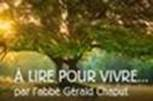 À LIRE POUR VIVRE...
par l'abbé Gérald Chaput